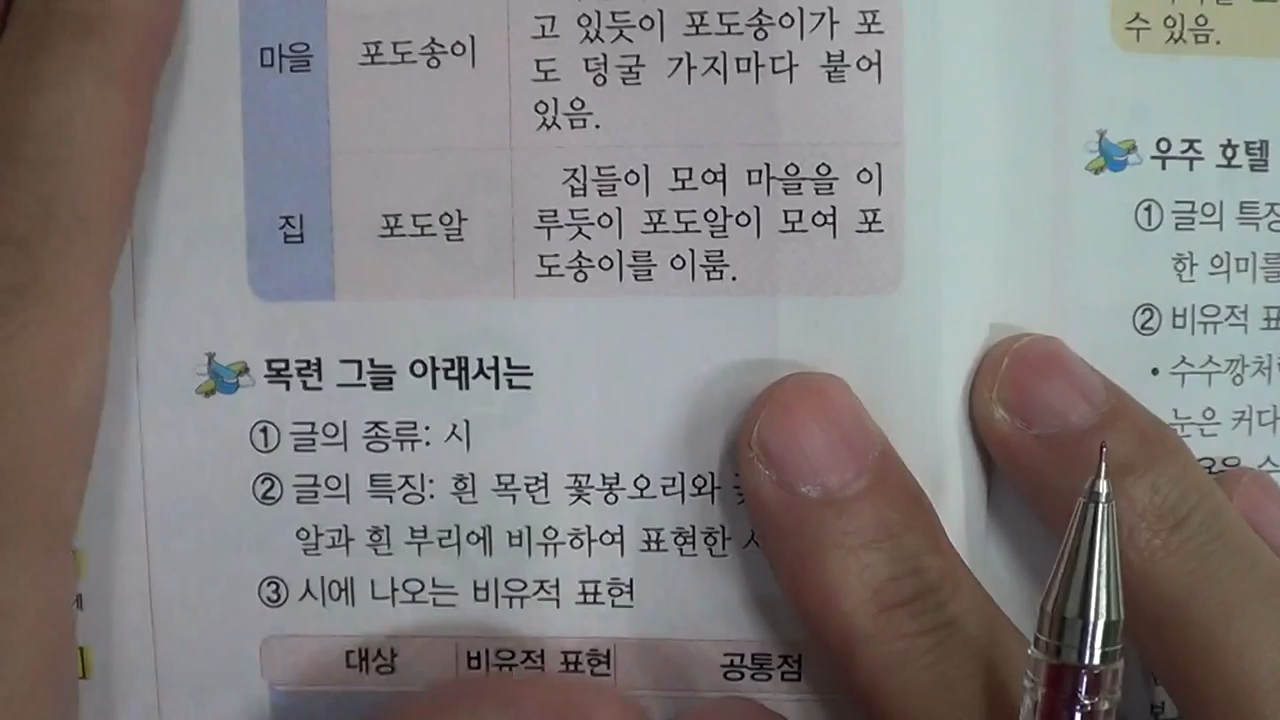 고 있듯이 포도송이가 포
마을 포도송이 도 덩굴 가지마다 붙어
있음.
집들이 모여 마을을 이
집 포도알 루듯이 포도알이 모여 포
도송이를 이룸.
목련 그늘 아래서는
① 글의 종류: 시
② 글의 특징: 흰 목련 꽃봉오리와
알과 흰 부리에 비유하여 표현한
③ 시에 나오는 비유적 표현
대상 비유적 표현 공통점
수 있음.
우주 호텔
① 글의 특징
한 의미를
② 비유적
• 수수깡처럼
눈은 커다